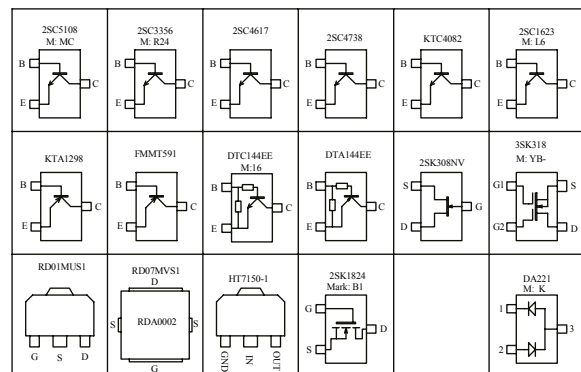 2SC5108
M: MC
B
C
E
2SC3356
M: R24
B
C
E
2SC4617
B
C
E
2SC4738
B
C
E
KTC4082
B
C
E
2SC1623
M: L6
B
C
E
KTA1298
B
C
E
FMMT591
B
C
E
DTC144EE
M:16
B
C
E
DTA144EE
B
C
E
2SK308NV
S
G
D
3SK318
M: YB-
G1
S
G2
D
RD01MUS1
G S D
RD07MVS1
D
S RDA0002 S
G
HT7150-1
GND IN OUT
2SK1824
Mark: B1
G
D
S
DA221
M: K
1
3
2